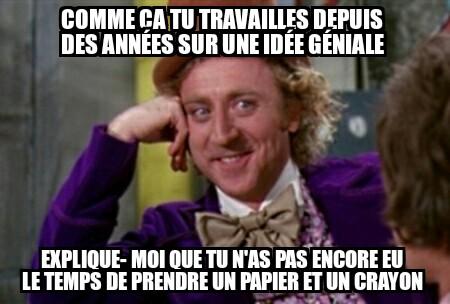 COMME CA TU TRAVAILLES DEPUIS
DES ANNÉES SUR UNE IDÉE GÉNIALE
EXPLIQUE- MOI QUE TU N'AS PAS ENCORE EU
LE TEMPS DE PRENDRE UN PAPIER ET UN CRAYON